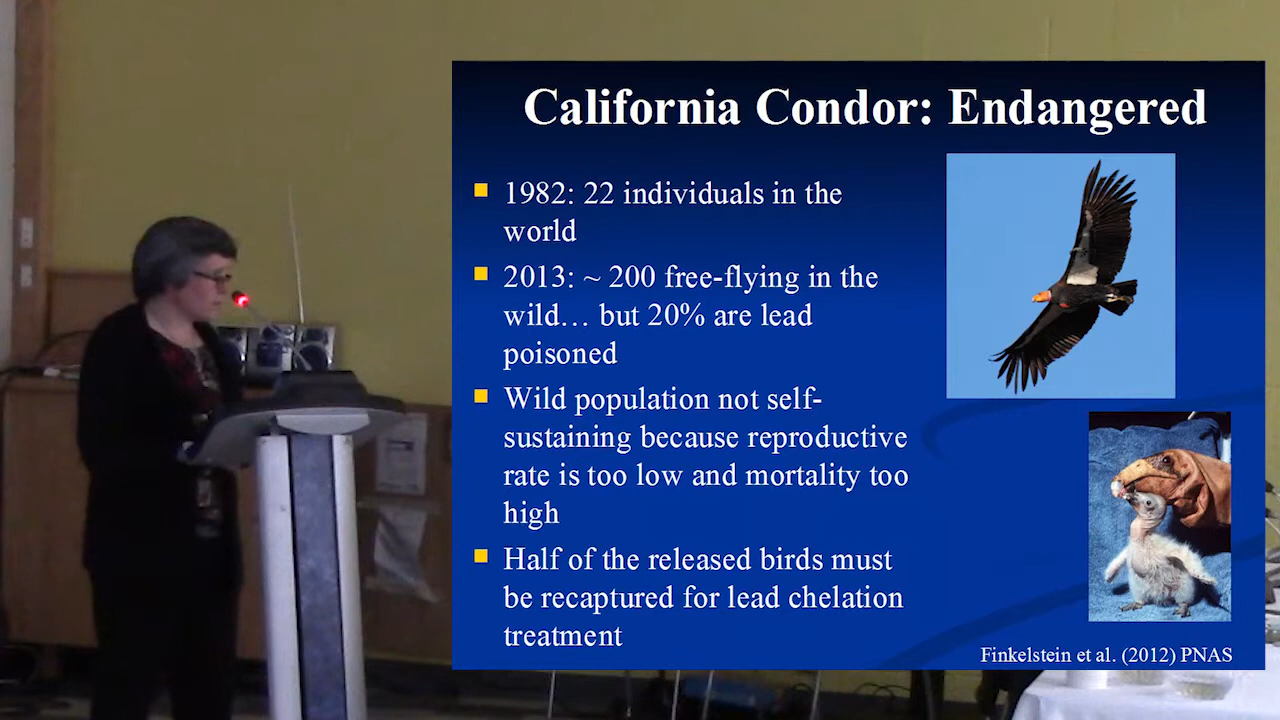 California Condor: Endangered
1982: 22 individuals in the
world
2013: ~ 200 free-flying in the
wild… but 20% are lead
poisoned
Wild population not self-
sustaining because reproductive
rate is too low and mortality too
high
Half of the released birds must
be recaptured for lead chelation
treatment
Finkelstein et al. (2012) PNAS